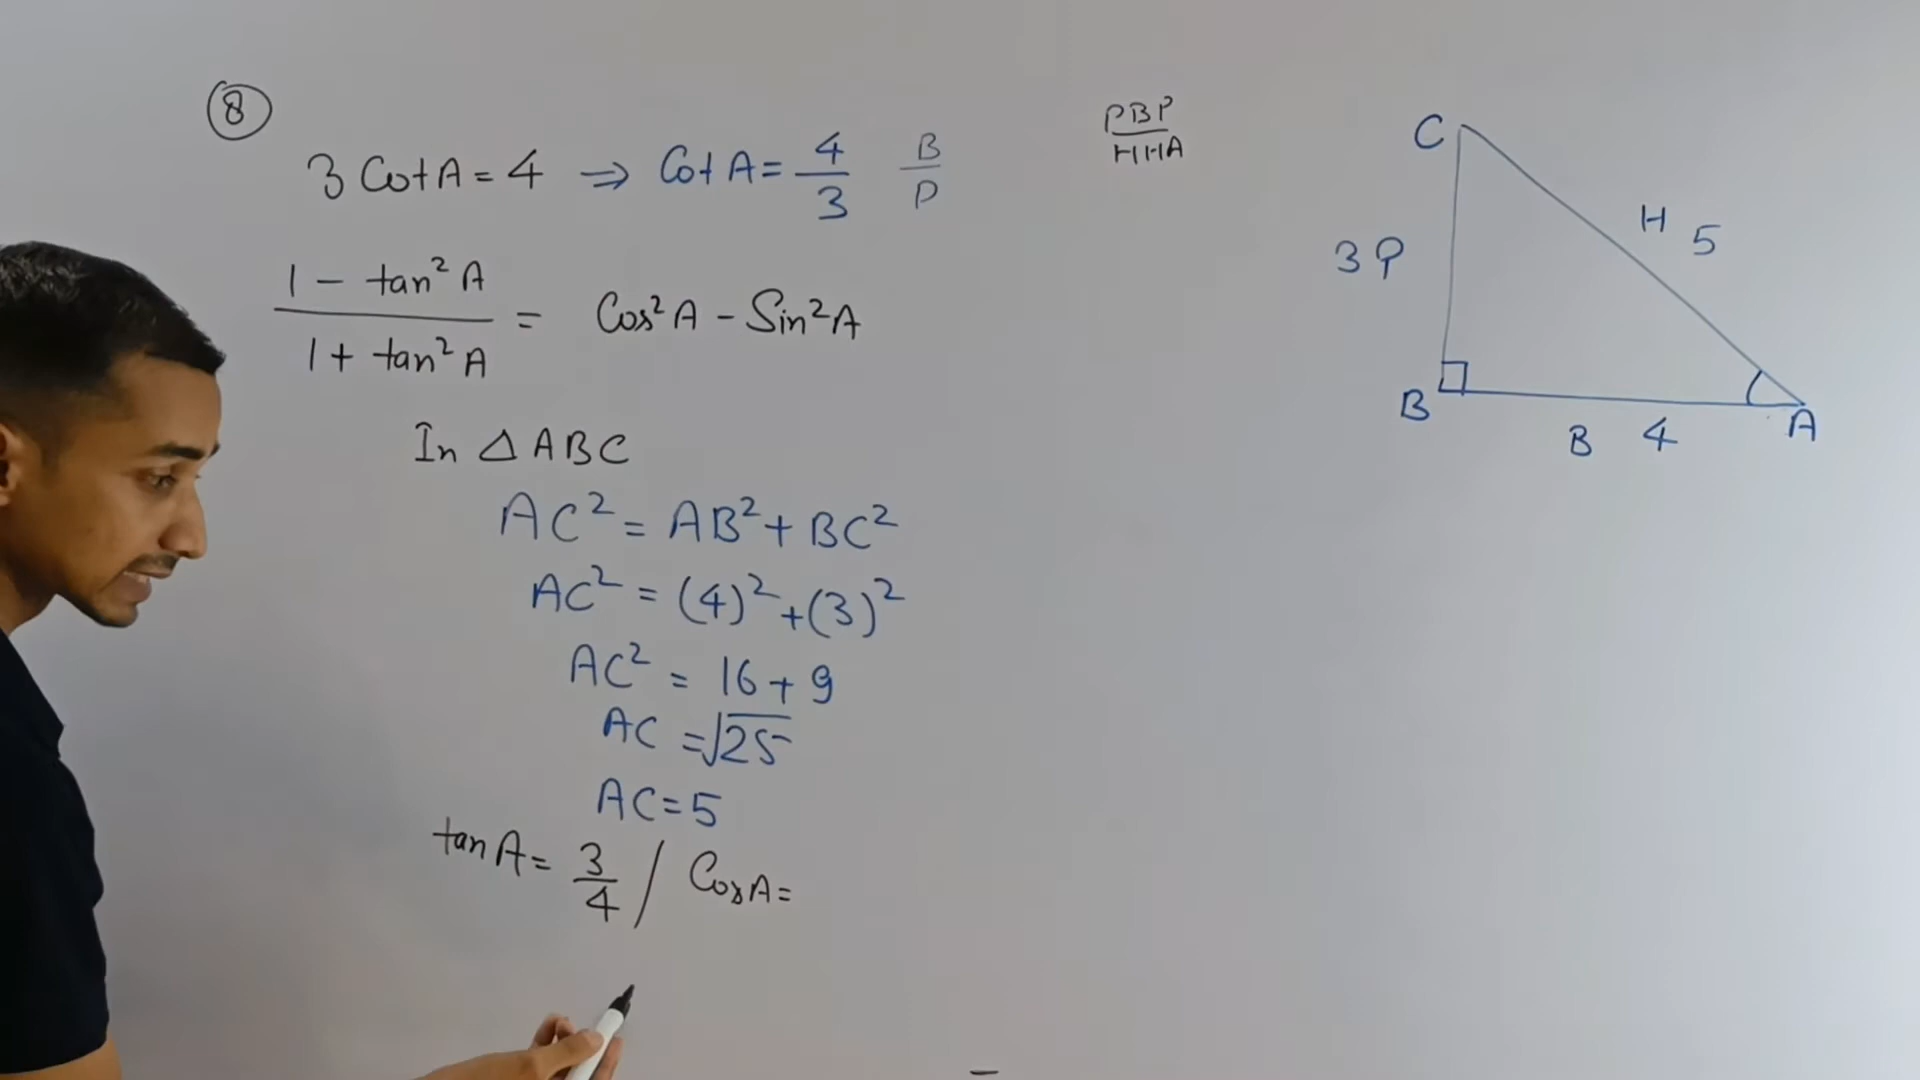 8
3 Cot A = 4 ⇒ Cot A = 4/3 B/P
1 - tan² A / 1 + tan² A = Cos² A - Sin² A
In △ ABC
AC² = AB² + BC²
AC² = (4)² + (3)²
AC² = 16 + 9
AC = √25
AC = 5
tan A = 3/4 / Cos A =
PBP
HHA
C
H 5
3 P
B
A
B 4